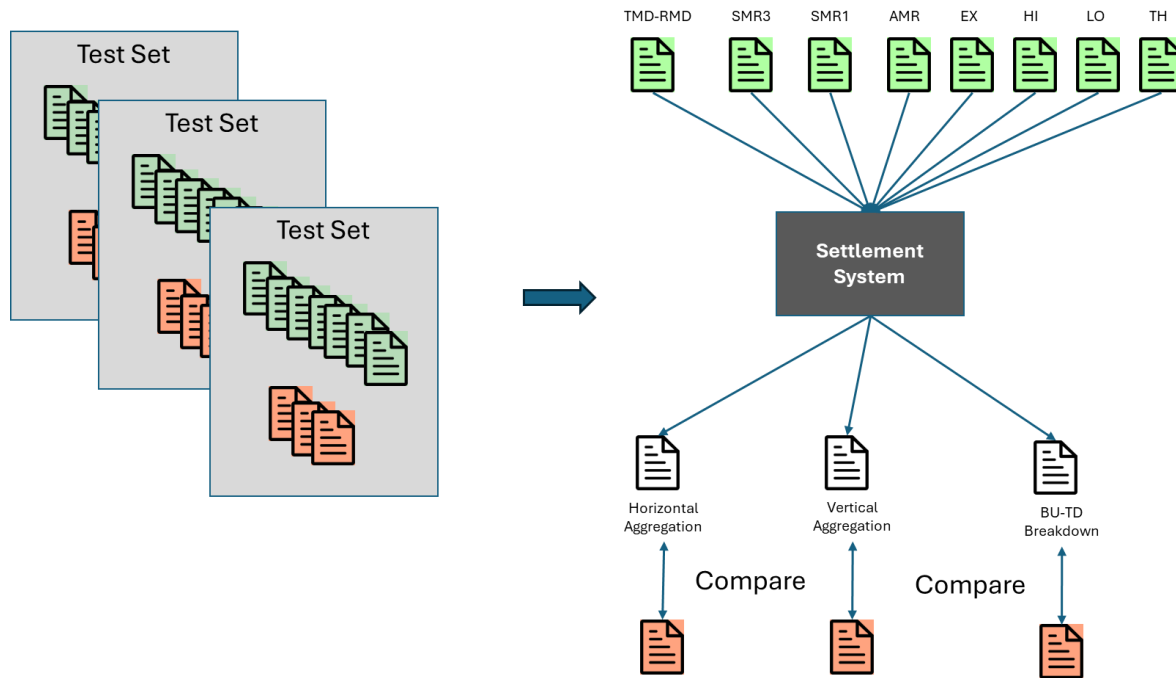 Test Set
Test Set
Test Set
TMD-RMD SMR3 SMR1 AMR EX HI LO TH
Settlement
System
Horizontal
Aggregation
Vertical
Aggregation
BU-TD
Breakdown
Compare
Compare